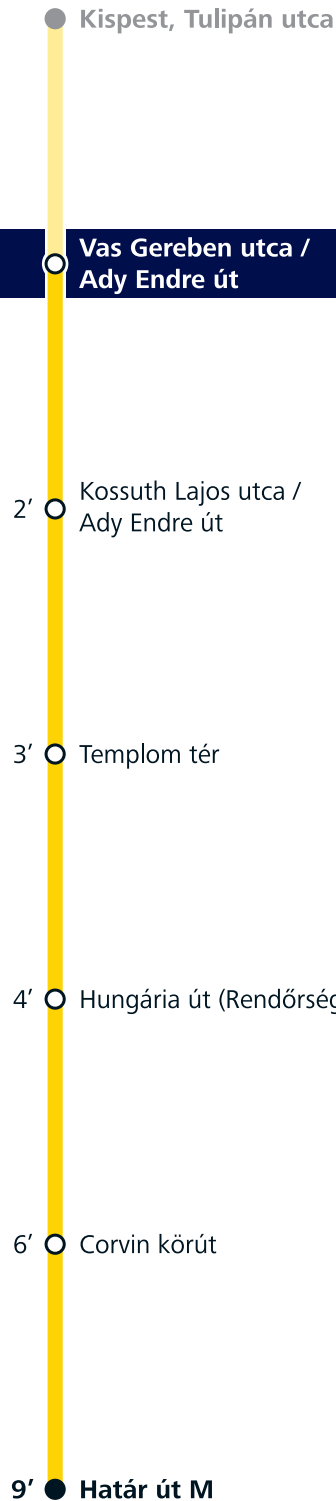 Kispest, Tulipán utca
Vas Gereben utca /
Ady Endre út
2’ Kossuth Lajos utca /
Ady Endre út
3’ Templom tér
4’ Hungária út (Rendőrség
6’ Corvin körút
9’ Határ út M